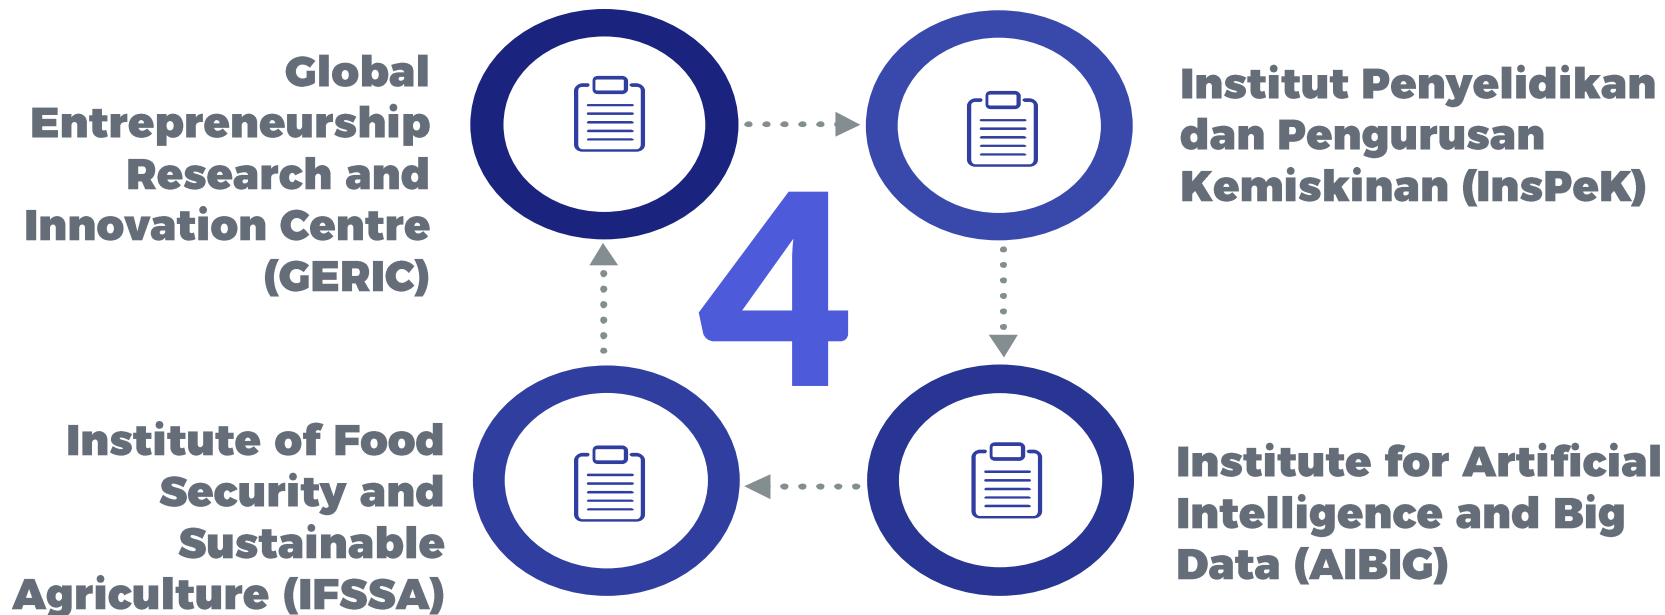 Global
Entrepreneurship
Research and
Innovation Centre
(GERIC)
Institut Penyelidikan
dan Pengurusan
Kemiskinan (InsPeK)
4
Institute of Food
Security and
Sustainable
Agriculture (IFSSA)
Institute for Artificial
Intelligence and Big
Data (AIBIG)